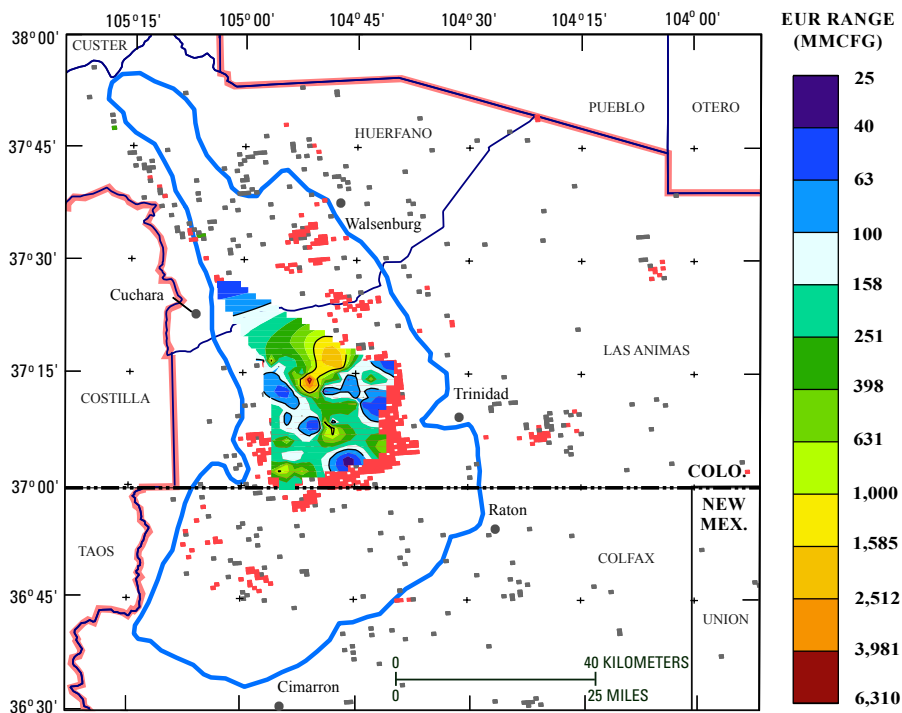 105° 15' 105° 00' 104° 45' 104° 30' 104° 15' 104° 00'
EUR RANGE
(MMCFG)
38° 00'
CUSTER
PUEBLO
OTERO
HUERFANO
37° 45'
Walsenburg
37° 30'
Cuchara
LAS ANIMAS
37° 15'
COSTILLA
Trinidad
COLO.
37° 00'
NEW
MEX.
Raton
TAOS
COLFAX
36° 45'
UNION
0 40 KILOMETERS
0 25 MILES
Cimarron
36° 30'
25
40
63
100
158
251
398
631
1,000
1,585
2,512
3,981
6,310